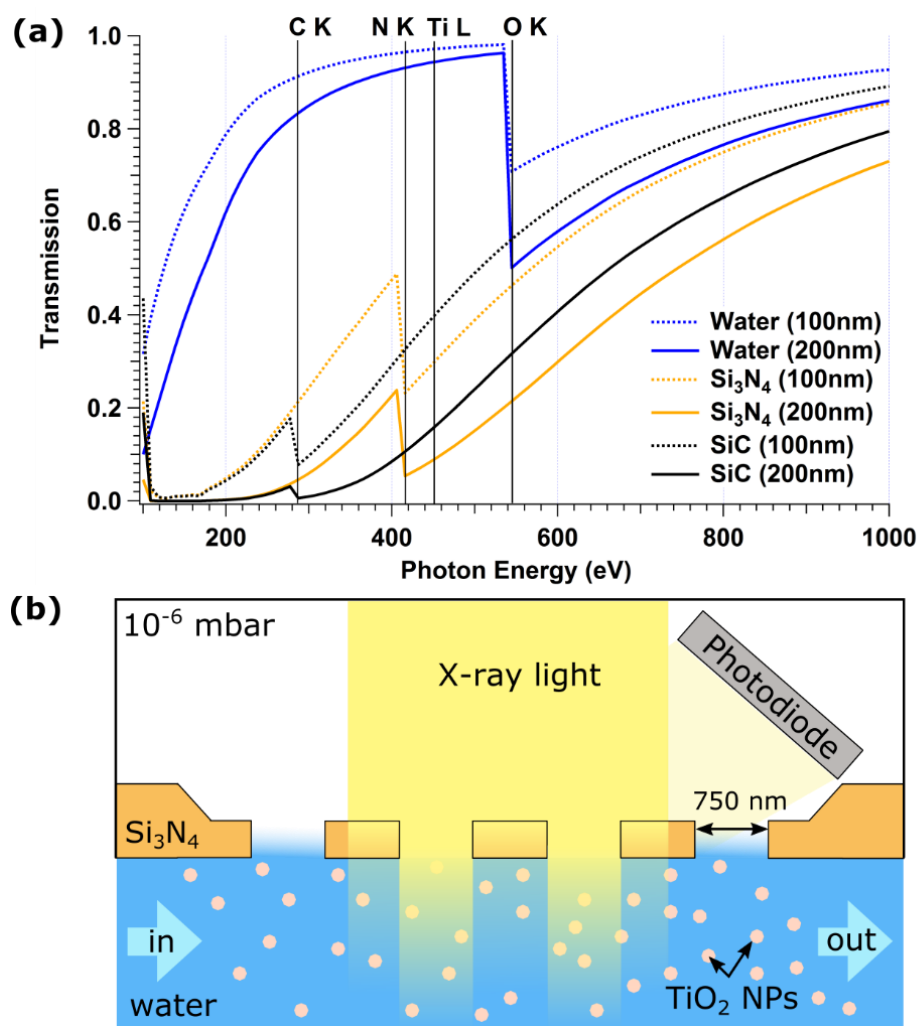 (a)
C K
N K
Ti L
O K
1.0
0.8
0.6
0.4
0.2
0.0
Transmission
200
400
600
800
1000
Photon Energy (eV)
Water (100nm)
Water (200nm)
Si₃N₄ (100nm)
Si₃N₄ (200nm)
SiC (100nm)
SiC (200nm)
(b)
10⁻⁶ mbar
X-ray light
Photodiode
750 nm
Si₃N₄
in
out
water
TiO₂ NPs